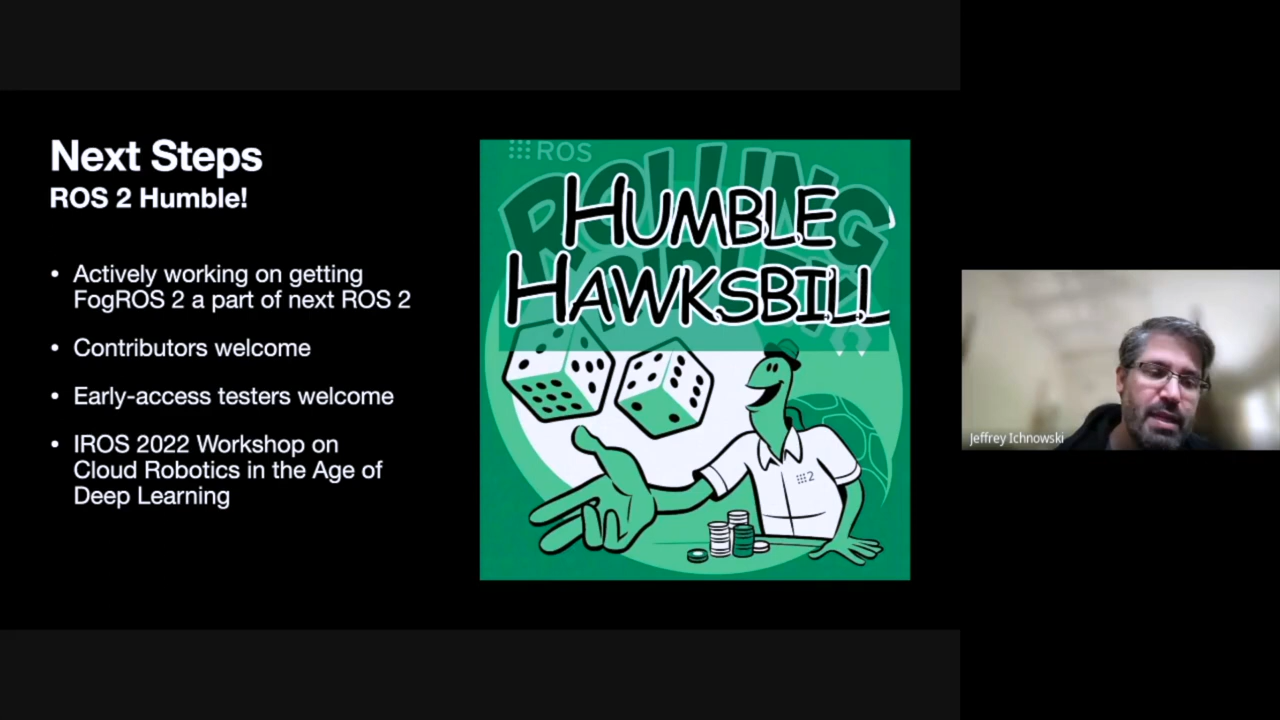 Next Steps
ROS 2 Humble!
• Actively working on getting
FogROS 2 a part of next ROS 2
• Contributors welcome
• Early-access testers welcome
• IROS 2022 Workshop on
Cloud Robotics in the Age of
Deep Learning
ROS
ROLLING
HUMBLE
HAWKSBILL
2
Jeffrey Ichnowski